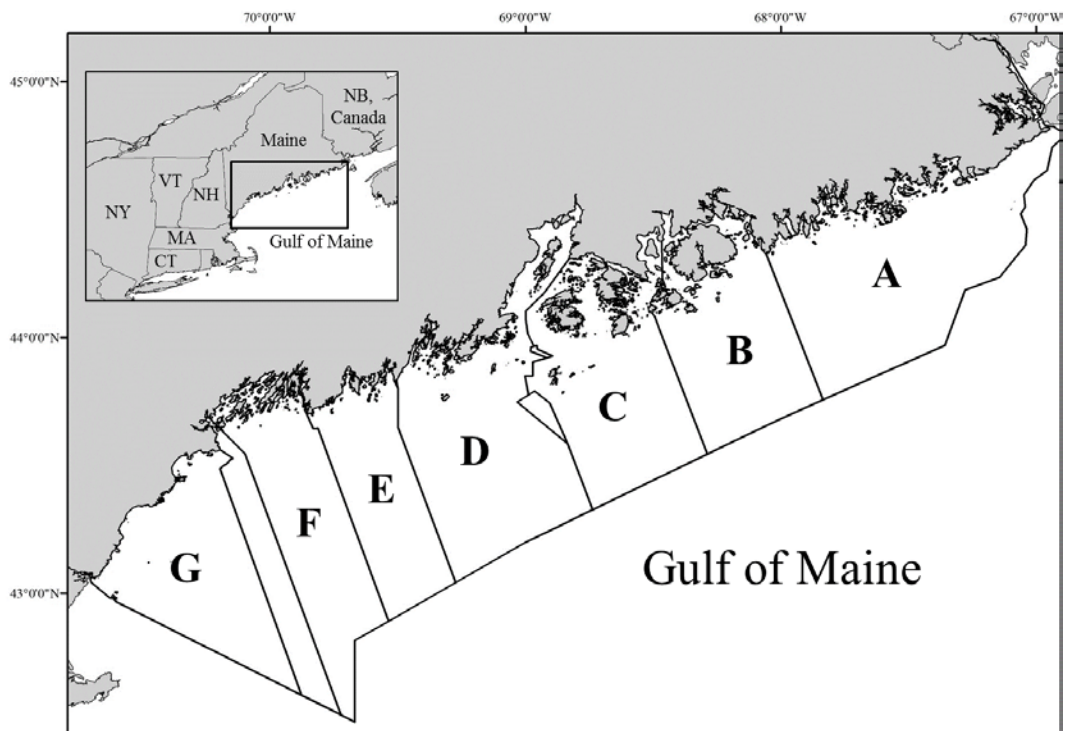 70°0'0"W
69°0'0"W
68°0'0"W
67°0'0"W
45°0'0"N
NB,
Canada
Maine
VT
NH
NY
MA
Gulf of Maine
CT
A
44°0'0"N
B
C
D
E
F
G
43°0'0"N
Gulf of Maine